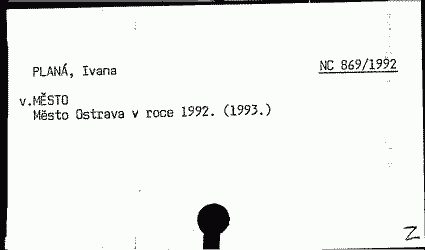 PLANÁ, Ivana NC 869/1992
v.MĚSTO
Město Ostrava v roce 1992. (1993.)
Z